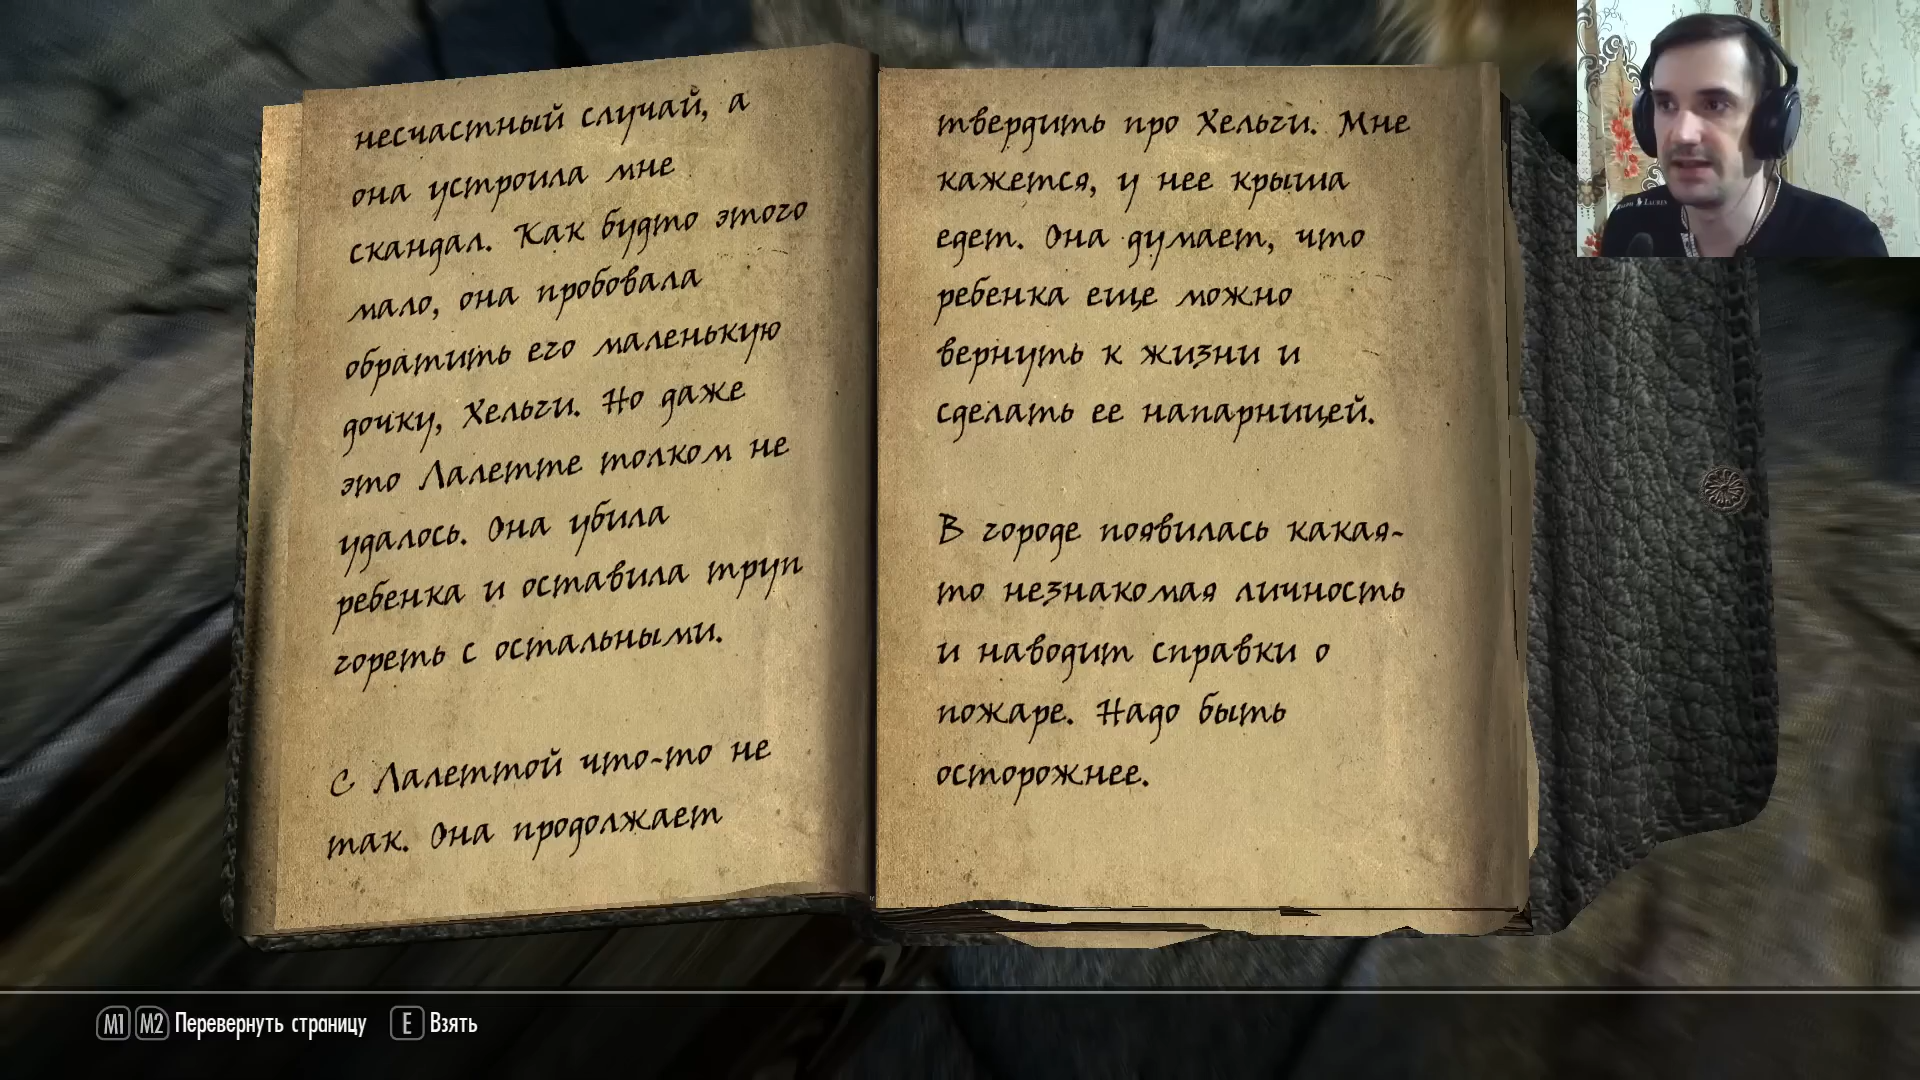 несчастный случай, а
она устроила мне
скандал. Как будто этого
мало, она пробовала
обратить его маленькую
дочку, Хельги. Но даже
это Лалетте толком не
удалось. Она убила
ребенка и оставила труп
гореть с остальными.
С Лалеттой что-то не
так. Она продолжает
твердить про Хельги. Мне
кажется, у нее крыша
едет. Она думает, что
ребенка еще можно
вернуть к жизни и
сделать ее напарницей.
В городе появилась какая-
то незнакомая личность
и наводит справки о
пожаре. Надо быть
осторожнее.
RALPH LAUREN
M1 M2 Перевернуть страницу E Взять